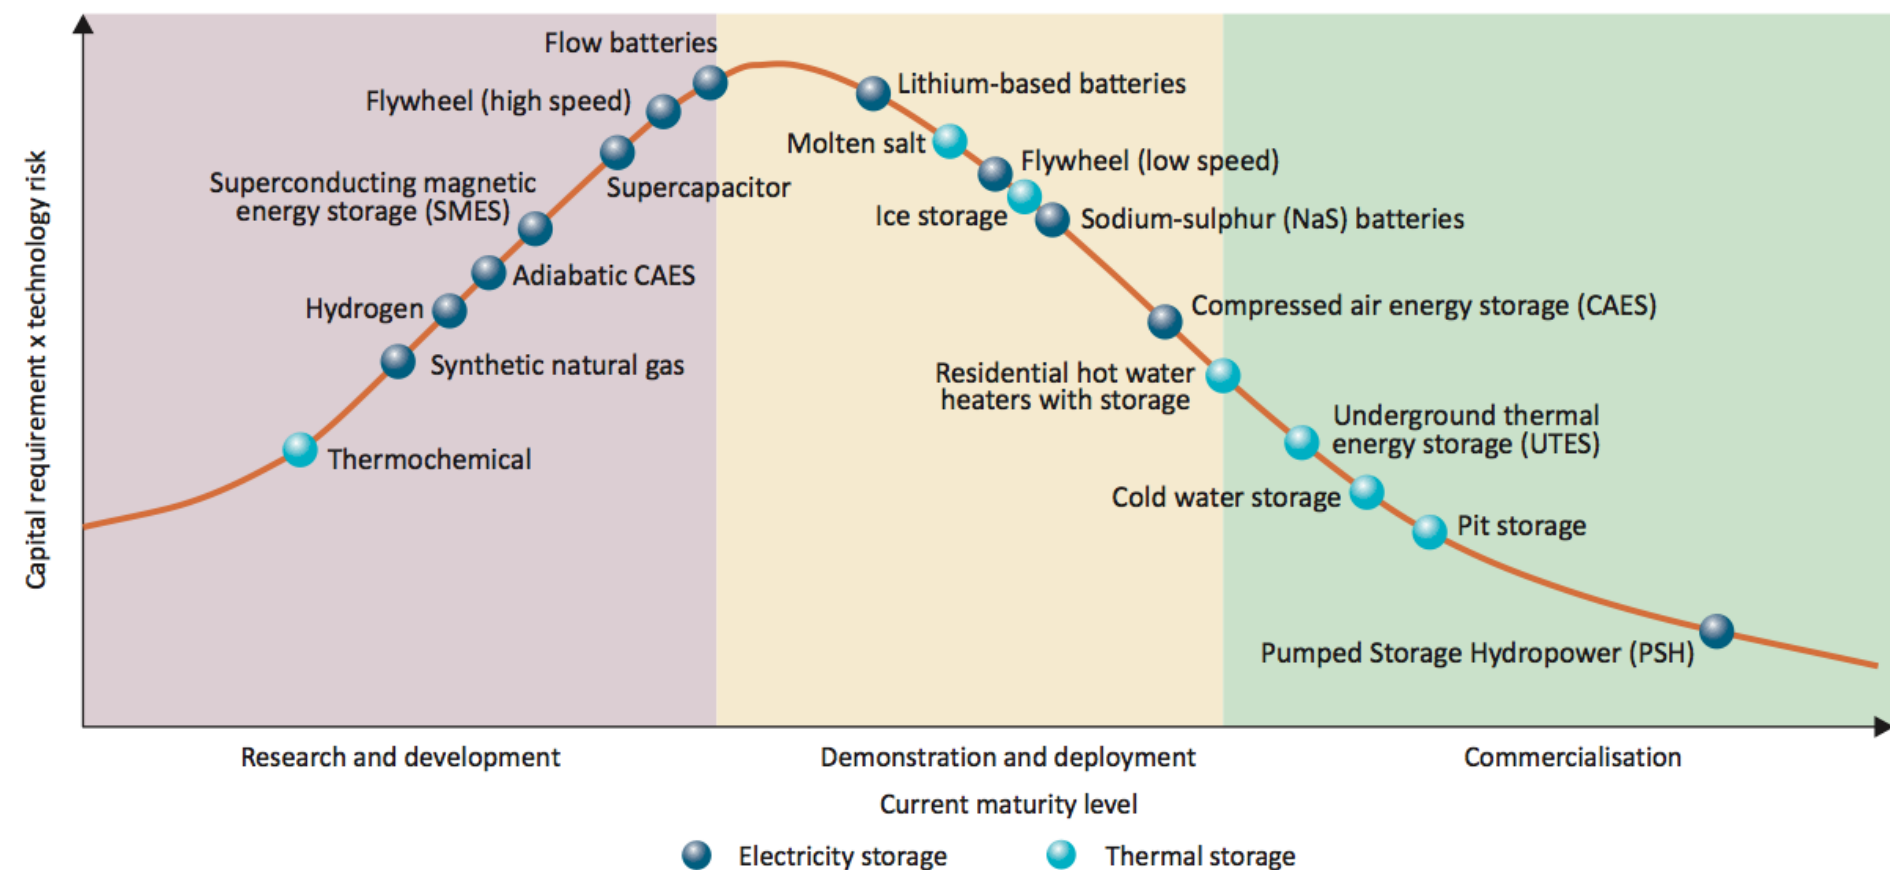 Flow batteries
Lithium-based batteries
Flywheel (high speed)
Molten salt
Flywheel (low speed)
Superconducting magnetic
energy storage (SMES)
Supercapacitor
Ice storage
Sodium-sulphur (NaS) batteries
Adiabatic CAES
Hydrogen
Compressed air energy storage (CAES)
Synthetic natural gas
Residential hot water
heaters with storage
Underground thermal
energy storage (UTES)
Thermochemical
Cold water storage
Pit storage
Pumped Storage Hydropower (PSH)
Capital requirement x technology risk
Research and development
Demonstration and deployment
Commercialisation
Current maturity level
Electricity storage
Thermal storage